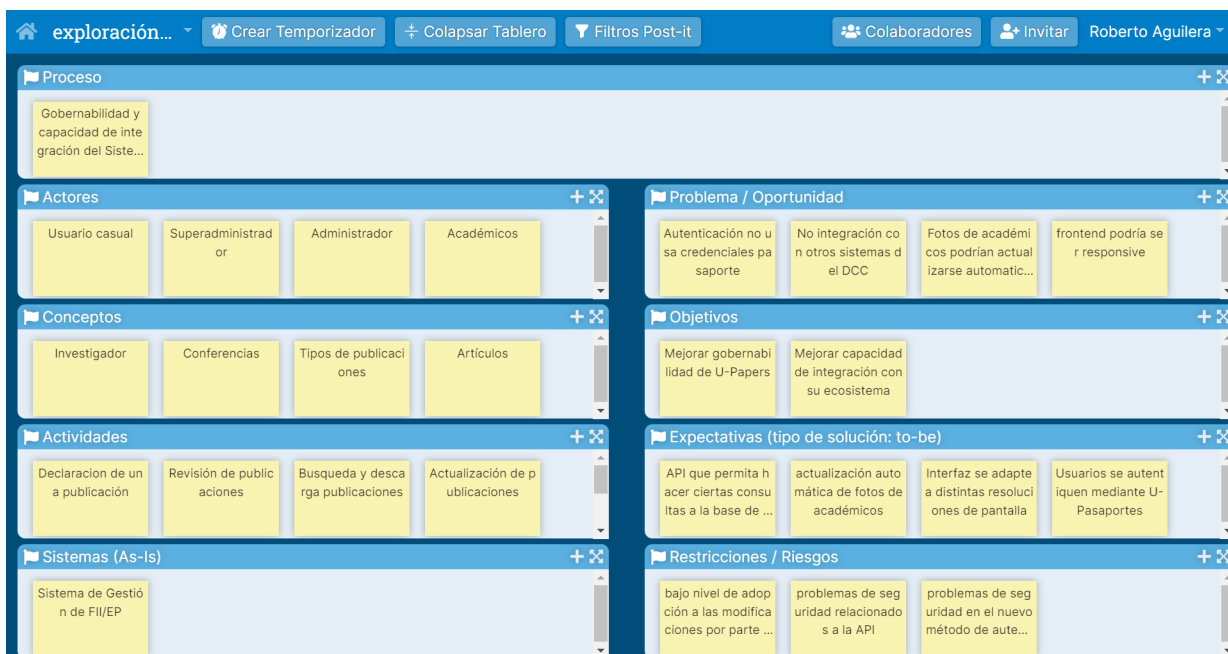 exploración...
Crear Temporizador
Colapsar Tablero
Filtros Post-it
Colaboradores
Invitar
Roberto Aguilera
Proceso
Gobernabilidad y
capacidad de inte
gración del Siste...
Actores
Usuario casual
Superadministrad
or
Administrador
Académicos
Problema / Oportunidad
Autenticación no u
sa credenciales pa
saporte
No integración co
n otros sistemas d
el DCC
Fotos de académi
cos podrían actual
izarse automatic...
frontend podría se
r responsive
Conceptos
Investigador
Conferencias
Tipos de publicaci
ones
Artículos
Objetivos
Mejorar gobernabi
lidad de U-Papers
Mejorar capacidad
de integración con
su ecosistema
Actividades
Declaracion de un
a publicación
Revisión de public
aciones
Busqueda y desca
rga publicaciones
Actualización de p
ublicaciones
Expectativas (tipo de solución: to-be)
API que permita h
acer ciertas consu
ltas a la base de ...
actualización auto
mática de fotos de
académicos
Interfaz se adapte
a distintas resoluci
ones de pantalla
Usuarios se autent
iquen mediante U-
Pasaportes
Sistemas (As-Is)
Sistema de Gestió
n de FII/EP
Restricciones / Riesgos
bajo nivel de adop
ción a las modifica
ciones por parte ...
problemas de seg
uridad relacionado
s a la API
problemas de seg
uridad en el nuevo
método de aute...